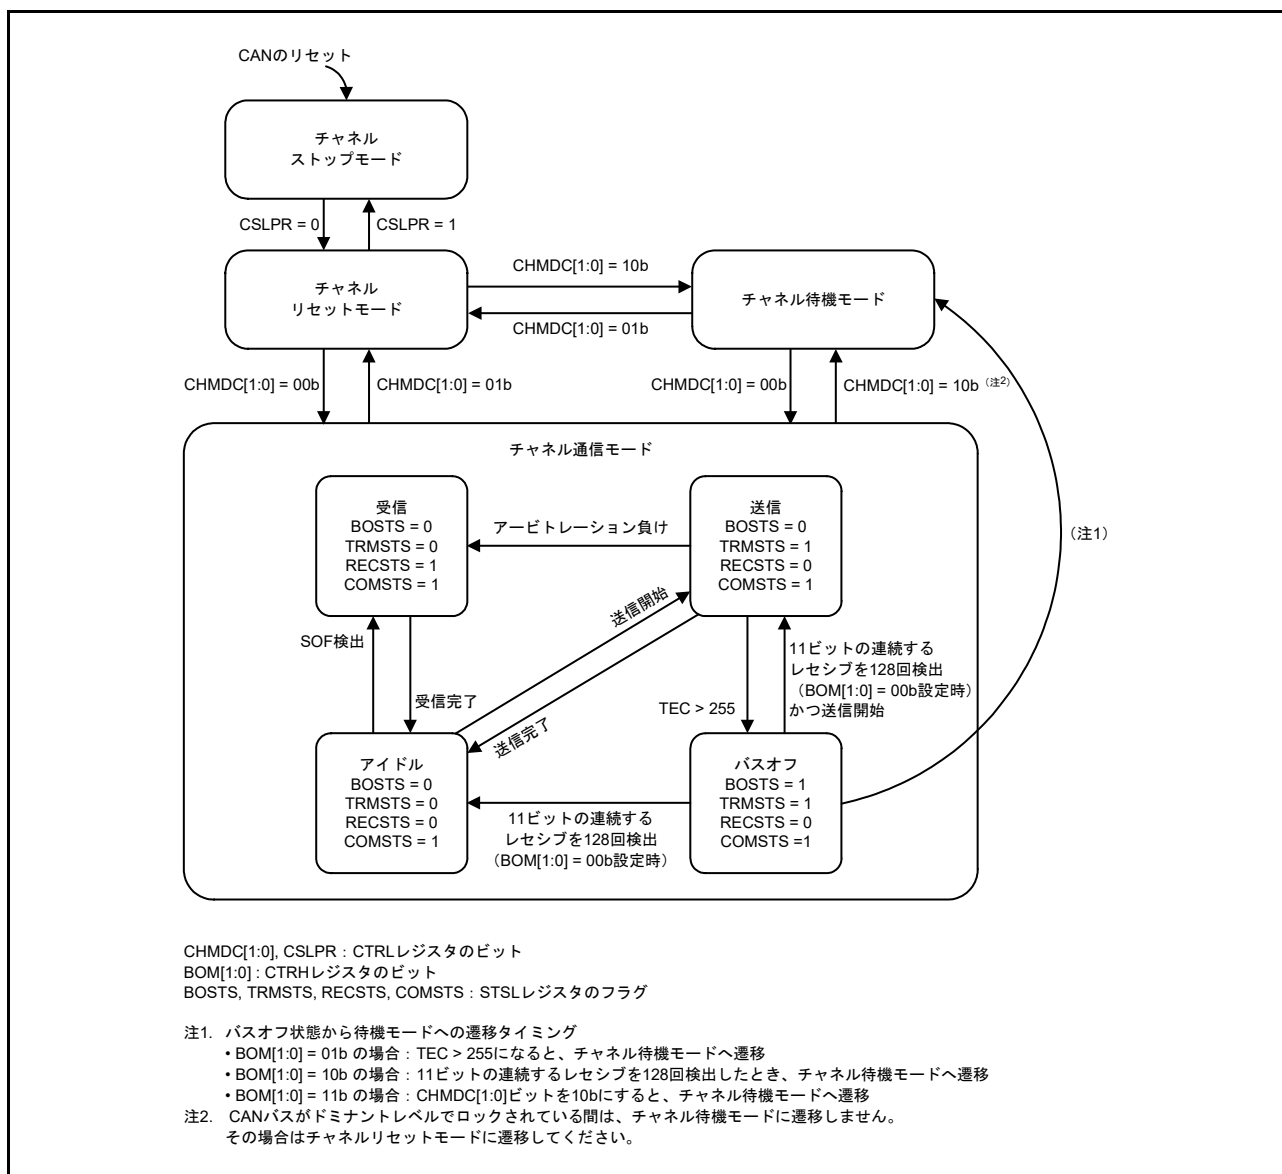 CANのリセット
チャネル
ストップモード
CSLPR = 0
CSLPR = 1
チャネル
リセットモード
CHMDC[1:0] = 10b
CHMDC[1:0] = 01b
チャネル待機モード
CHMDC[1:0] = 00b
CHMDC[1:0] = 01b
CHMDC[1:0] = 00b
CHMDC[1:0] = 10b（注2）
（注1）
チャネル通信モード
受信
BOSTS = 0
TRMSTS = 0
RECSTS = 1
COMSTS = 1
アービトレーション負け
送信
BOSTS = 0
TRMSTS = 1
RECSTS = 0
COMSTS = 1
SOF検出
受信完了
送信開始
送信完了
TEC > 255
11ビットの連続する
レセシブを128回検出
（BOM[1:0] = 00b設定時）
かつ送信開始
アイドル
BOSTS = 0
TRMSTS = 0
RECSTS = 0
COMSTS = 1
11ビットの連続する
レセシブを128回検出
（BOM[1:0] = 00b設定時）
バスオフ
BOSTS = 1
TRMSTS = 1
RECSTS = 0
COMSTS =1
CHMDC[1:0], CSLPR : CTRLレジスタのビット
BOM[1:0] : CTRHレジスタのビット
BOSTS, TRMSTS, RECSTS, COMSTS : STSLレジスタのフラグ
注1. バスオフ状態から待機モードへの遷移タイミング
• BOM[1:0] = 01b の場合 : TEC > 255になると、チャネル待機モードへ遷移
• BOM[1:0] = 10b の場合 : 11ビットの連続するレセシブを128回検出したとき、チャネル待機モードへ遷移
• BOM[1:0] = 11b の場合 : CHMDC[1:0]ビットを10bにすると、チャネル待機モードへ遷移
注2. CANバスがドミナントレベルでロックされている間は、チャネル待機モードに遷移しません。
その場合はチャネルリセットモードに遷移してください。